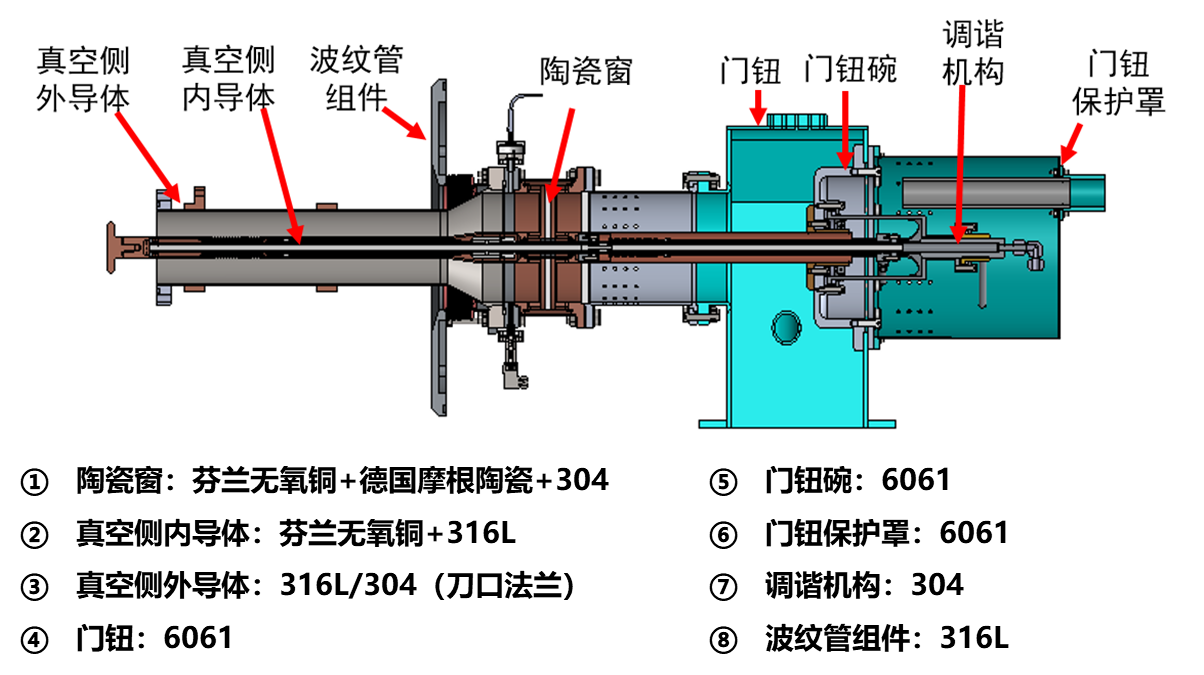 真空侧
外导体
真空侧
内导体
波纹管
组件
陶瓷窗
门钮
门钮碗
调谐
机构
门钮
保护罩
① 陶瓷窗：芬兰无氧铜+德国摩根陶瓷+304
② 真空侧内导体：芬兰无氧铜+316L
③ 真空侧外导体：316L/304（刀口法兰）
④ 门钮：6061
⑤ 门钮碗：6061
⑥ 门钮保护罩：6061
⑦ 调谐机构：304
⑧ 波纹管组件：316L